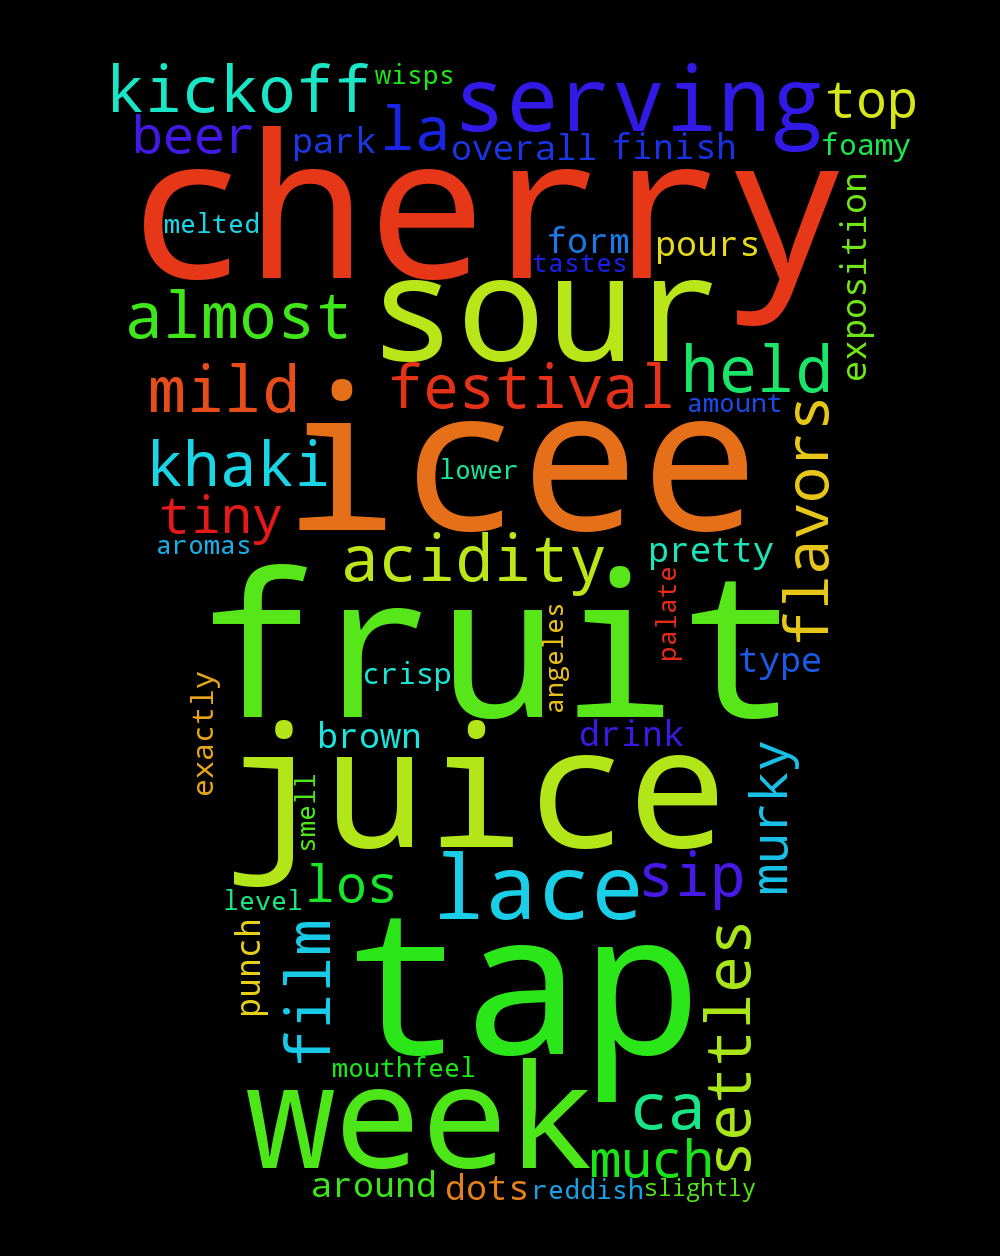 kickoff
wisps
serving
top
beer
park
la
overall
finish
foamy
cherry
melted
form
tastes
pours
exposition
almost
sour
held
mild
festival
amount
flavors
khaki
icee
lower
tiny
aromas
acidity
pretty
fruit
palate
angeles
type
crisp
exactly
brown
drink
juice
smell
murky
los
lace
sip
level
punch
film
tap
settles
mouthfeel
week
ca
much
around
dots
reddish
slightly